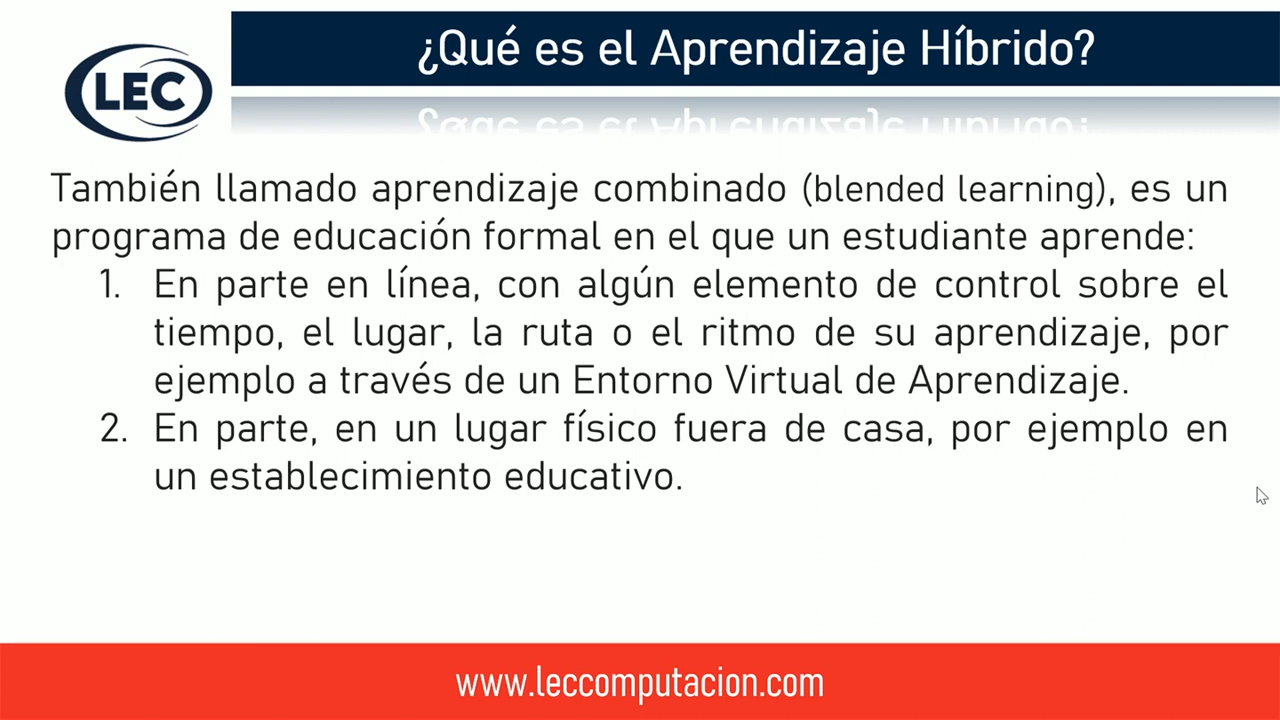 LEC
¿Qué es el Aprendizaje Híbrido?
También llamado aprendizaje combinado (blended learning), es un
programa de educación formal en el que un estudiante aprende:
1. En parte en línea, con algún elemento de control sobre el
tiempo, el lugar, la ruta o el ritmo de su aprendizaje, por
ejemplo a través de un Entorno Virtual de Aprendizaje.
2. En parte, en un lugar físico fuera de casa, por ejemplo en
un establecimiento educativo.
www.leccomputacion.com